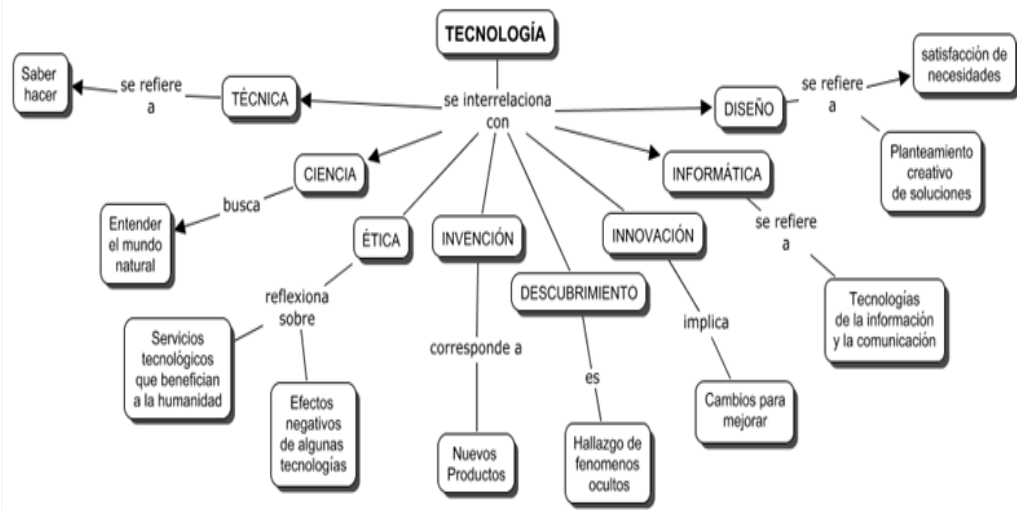 TECNOLOGÍA
se interrelaciona
con
TÉCNICA
se refiere
a
Saber
hacer
CIENCIA
busca
Entender
el mundo
natural
ÉTICA
reflexiona
sobre
Servicios
tecnológicos
que benefician
a la humanidad
Efectos
negativos
de algunas
tecnologías
INVENCIÓN
corresponde a
Nuevos
Productos
DESCUBRIMIENTO
es
Hallazgo de
fenomenos
ocultos
INNOVACIÓN
implica
Cambios para
mejorar
INFORMÁTICA
se refiere
a
Tecnologías
de la información
y la comunicación
DISEÑO
se refiere
a
satisfacción de
necesidades
Planteamiento
creativo
de soluciones